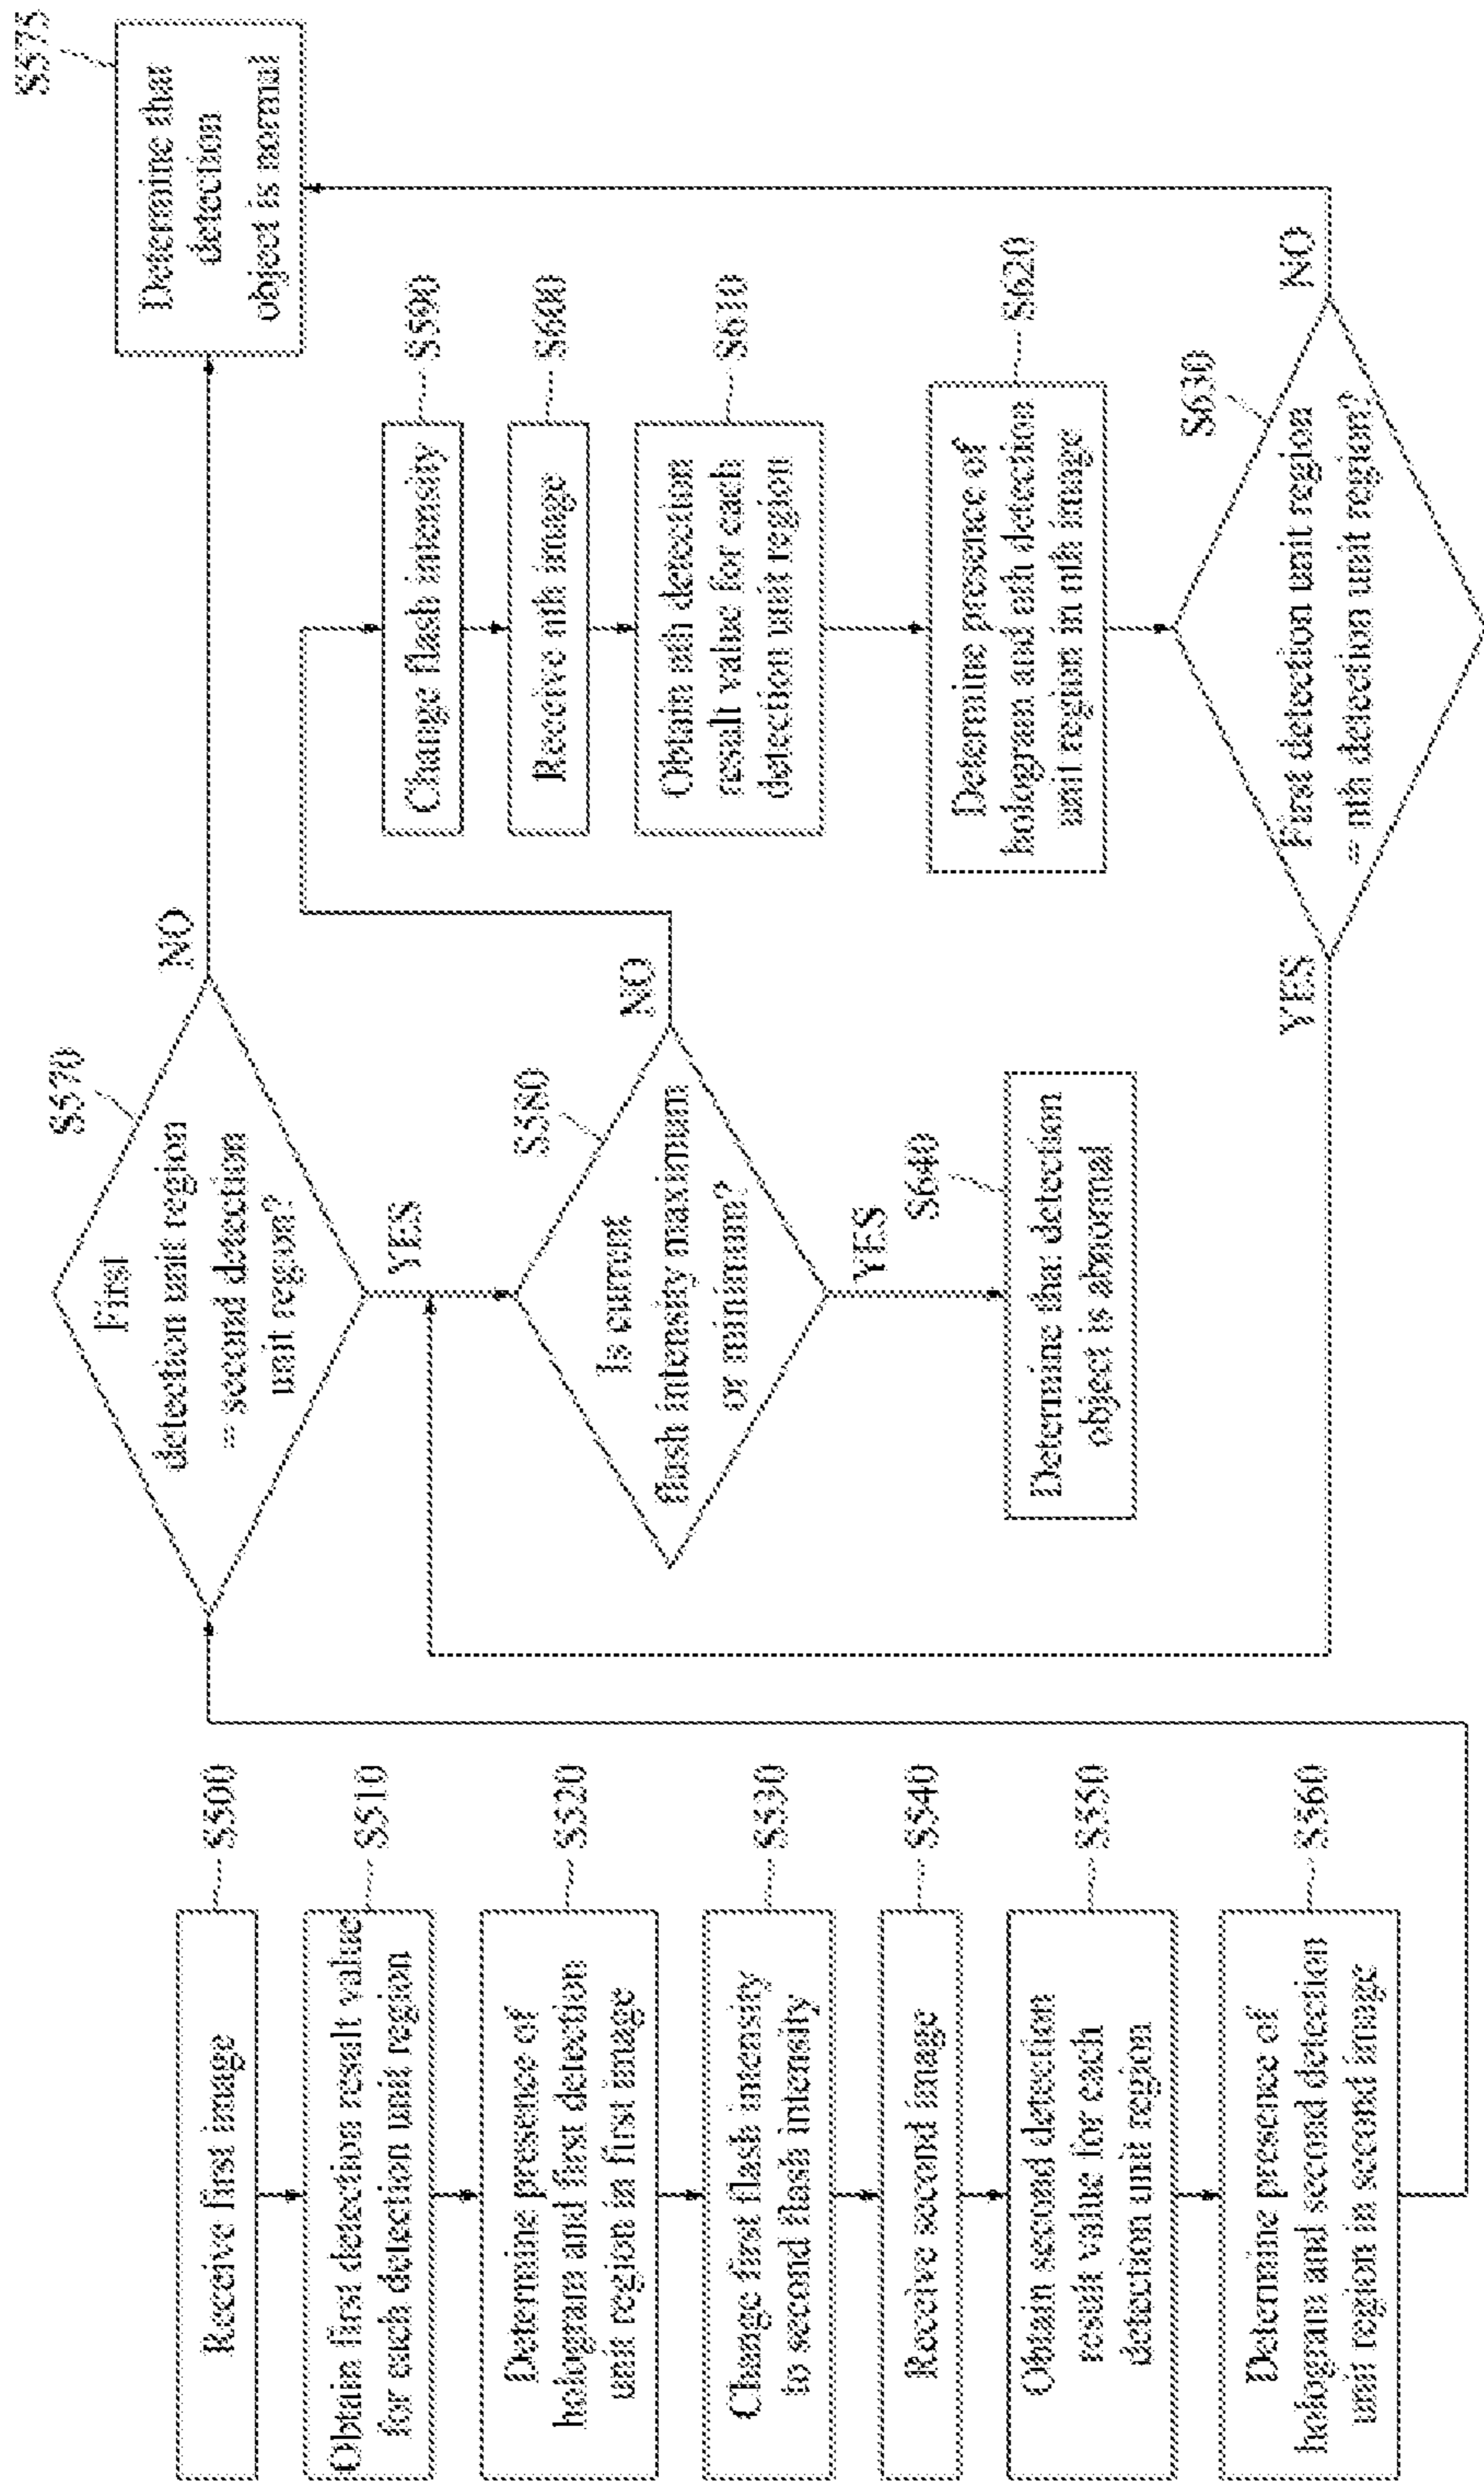 Receive first image
S500
Obtain first detection result value
for each detection unit region
S510
Determine presence of
hologram and first detection
unit region in first image
S520
Change first flash intensity
to second flash intensity
S530
Receive second image
S540
Obtain second detection
result value for each
detection unit region
S550
Determine presence of
hologram and second detection
unit region in second image
S560
S570
First
detection unit region
= second detection
unit region?
NO
YES
S575
Determine that
detection
object is normal
S580
Is current
flash intensity maximum
or minimum?
NO
YES
S640
Determine that detection
object is abnormal
Change flash intensity
S590
Receive nth image
S600
Obtain nth detection
result value for each
detection unit region
S610
Determine presence of
hologram and nth detection
unit region in nth image
S620
S630
First detection unit region
= nth detection unit region?
YES
NO